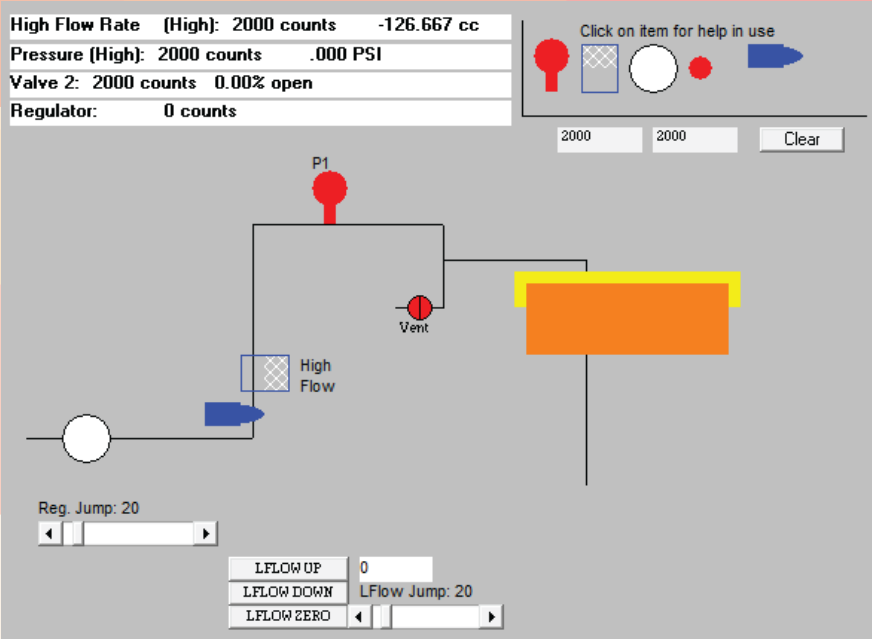 High Flow Rate (High): 2000 counts -126.667 cc
Pressure (High): 2000 counts .000 PSI
Valve 2: 2000 counts 0.00% open
Regulator: 0 counts
Click on item for help in use
2000 2000 Clear
P1
Vent
High
Flow
Reg. Jump: 20
LFLOW UP 0
LFLOW DOWN LFlow Jump: 20
LFLOW ZERO